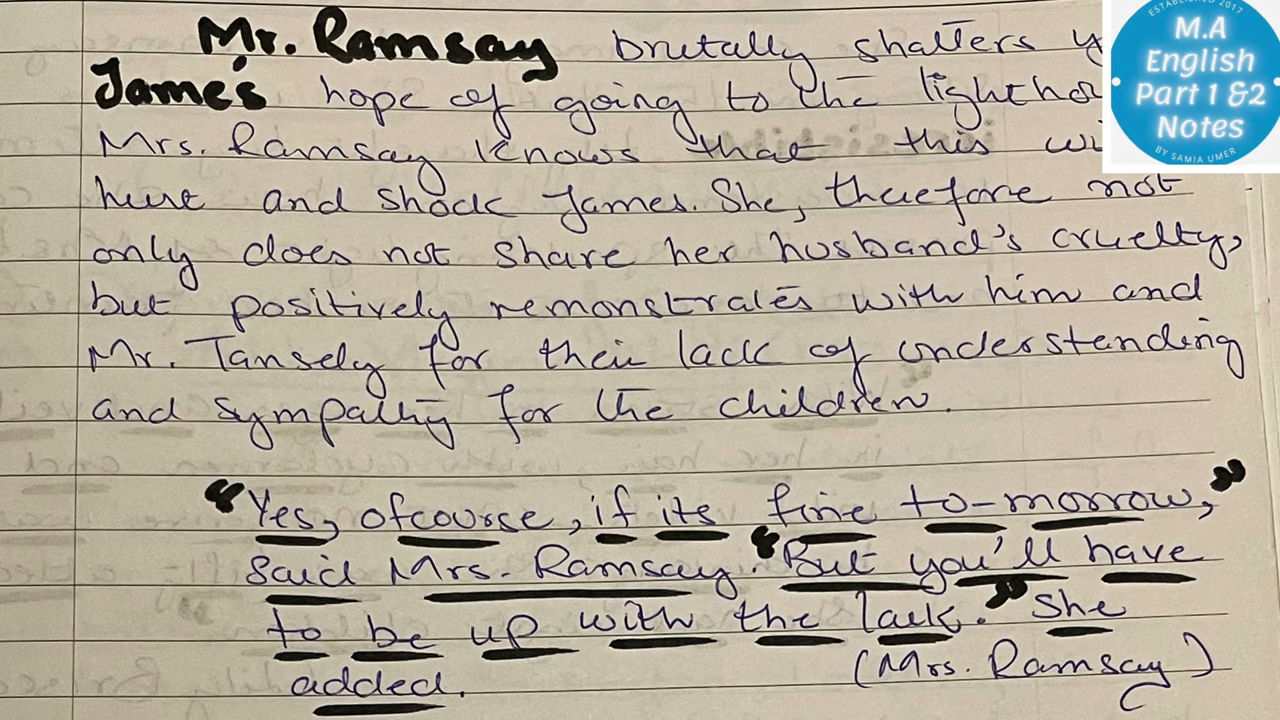 Mr. Ramsay brutally shatters y
James hope of going to the lightho
Mrs. Ramsay knows that this wi
hurt and shock James. She, therefore not
only does not share her husband's cruelty,
but positively remonstrates with him and
Mr. Tansely for their lack of understending
and sympathy for the children.
"Yes, ofcourse, if its fine to-morrow,"
said Mrs. Ramsay. "But you'll have
to be up with the lark." She
added.
(Mrs. Ramsay)
ESTABLISHED 2017
M.A
English
Part 1 &2
Notes
BY SAMIA UMER